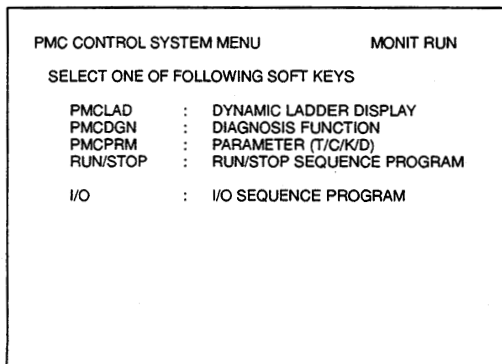 PMC CONTROL SYSTEM MENU MONIT RUN
SELECT ONE OF FOLLOWING SOFT KEYS
PMCLAD : DYNAMIC LADDER DISPLAY
PMCDGN : DIAGNOSIS FUNCTION
PMCPRM : PARAMETER (T/C/K/D)
RUN/STOP : RUN/STOP SEQUENCE PROGRAM
I/O : I/O SEQUENCE PROGRAM